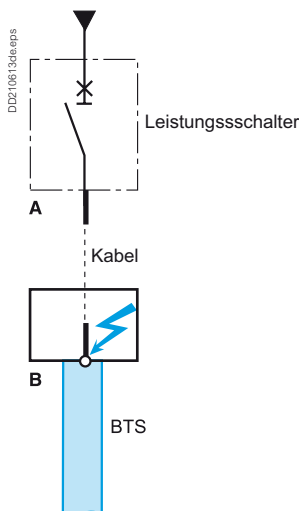 DD210613de.eps
Leistungssschalter
A
Kabel
B
BTS